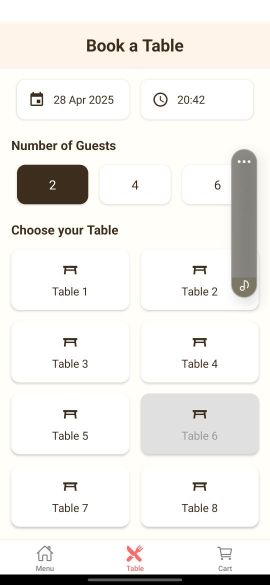 Book a Table
28 Apr 2025 20:42
Number of Guests
2 4 6
Choose your Table
Table 1 Table 2
Table 3 Table 4
Table 5 Table 6
Table 7 Table 8
Menu Table Cart